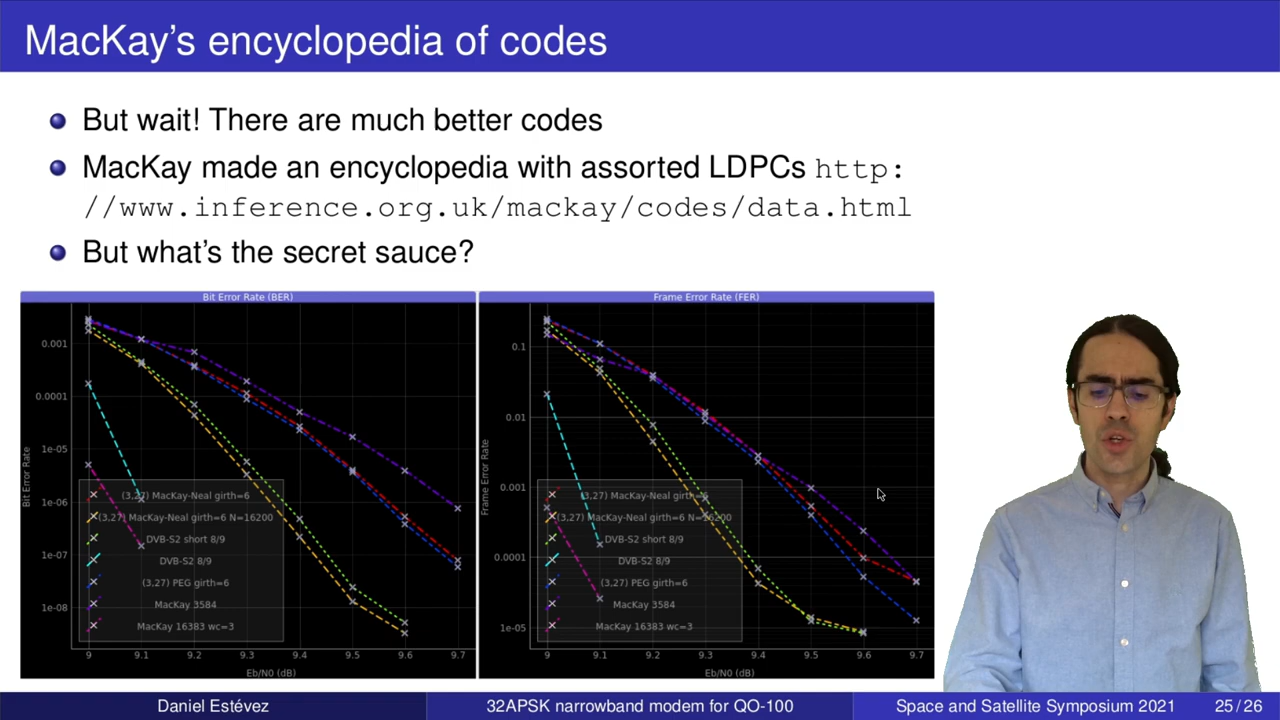 MacKay's encyclopedia of codes
But wait! There are much better codes
MacKay made an encyclopedia with assorted LDPCs http:
//www.inference.org.uk/mackay/codes/data.html
But what's the secret sauce?
Bit Error Rate (BER)
Bit Error Rate
0.001
0.0001
1e-05
1e-06
1e-07
1e-08
(3,27) MacKay-Neal girth=6
(3,27) MacKay-Neal girth=6 N=16200
DVB-S2 short 8/9
DVB-S2 8/9
(3,27) PEG girth=6
MacKay 3584
MacKay 16383 wc=3
9 9.1 9.2 9.3 9.4 9.5 9.6 9.7
Eb/N0 (dB)
Frame Error Rate (FER)
Frame Error Rate
0.1
0.01
0.001
0.0001
1e-05
(3,27) MacKay-Neal girth=6
(3,27) MacKay-Neal girth=6 N=16200
DVB-S2 short 8/9
DVB-S2 8/9
(3,27) PEG girth=6
MacKay 3584
MacKay 16383 wc=3
9 9.1 9.2 9.3 9.4 9.5 9.6 9.7
Eb/N0 (dB)
Daniel Estévez 32APSK narrowband modem for QO-100 Space and Satellite Symposium 2021 25 / 26